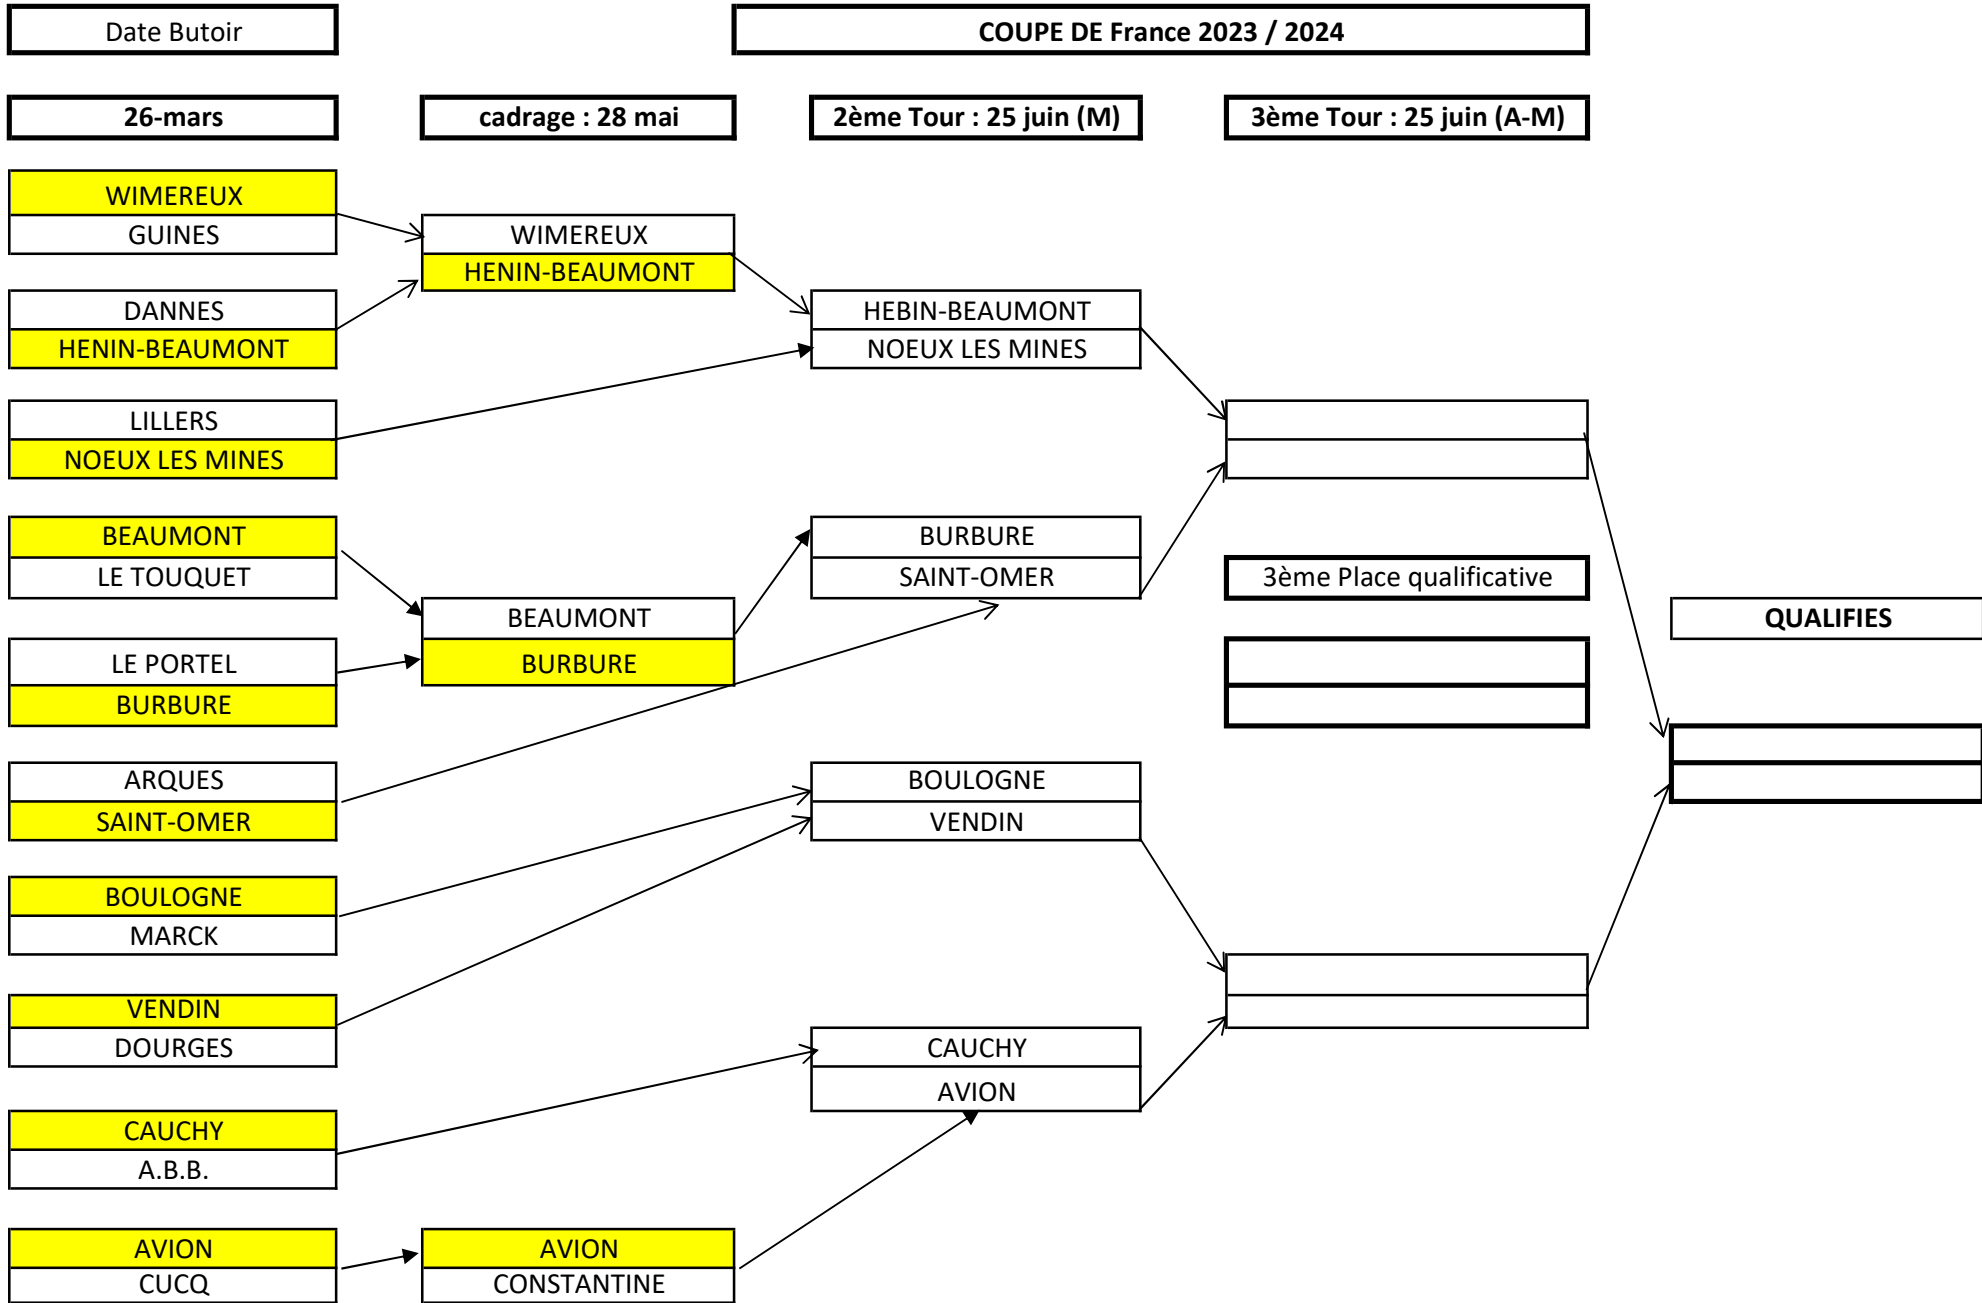 Date Butoir
COUPE DE France 2023 / 2024
26-mars
cadrage : 28 mai
2ème Tour : 25 juin (M)
3ème Tour : 25 juin (A-M)
WIMEREUX
GUINES
DANNES
HENIN-BEAUMONT
LILLERS
NOEUX LES MINES
BEAUMONT
LE TOUQUET
LE PORTEL
BURBURE
ARQUES
SAINT-OMER
BOULOGNE
MARCK
VENDIN
DOURGES
CAUCHY
A.B.B.
AVION
CUCQ
WIMEREUX
HENIN-BEAUMONT
BEAUMONT
BURBURE
AVION
CONSTANTINE
HEBIN-BEAUMONT
NOEUX LES MINES
BURBURE
SAINT-OMER
BOULOGNE
VENDIN
CAUCHY
AVION
3ème Place qualificative
QUALIFIES